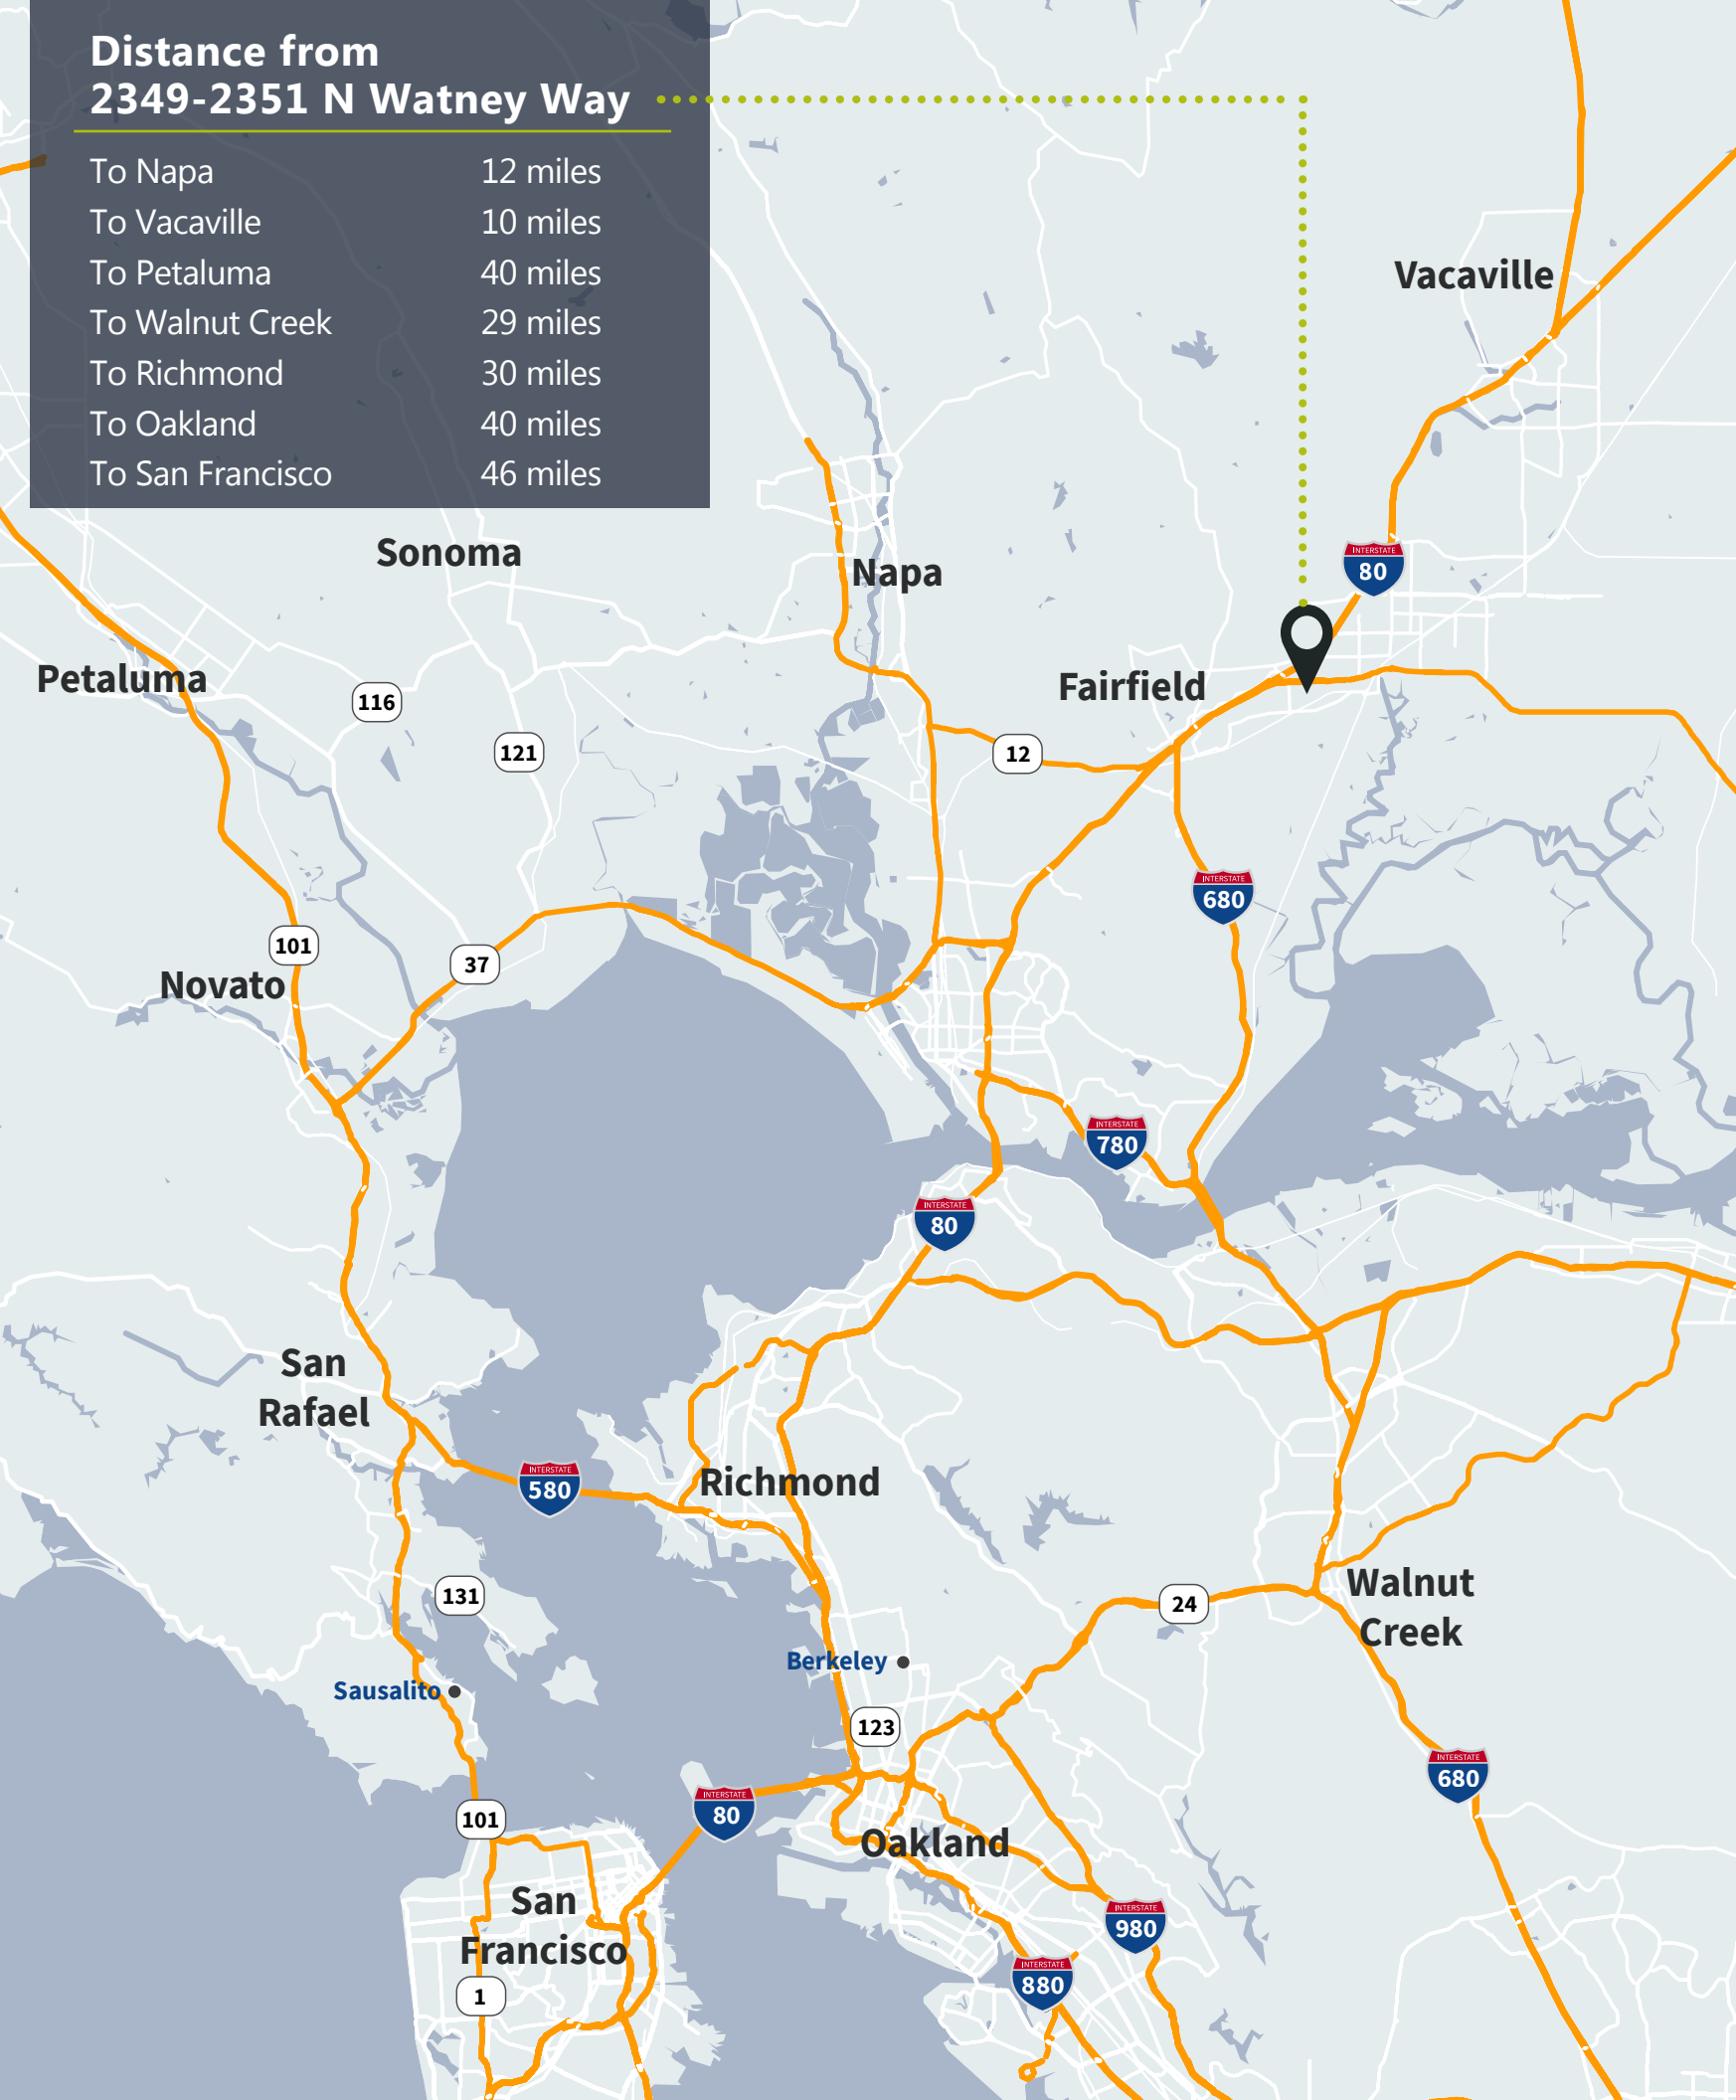 Distance from
2349-2351 N Watney Way
To Napa 12 miles
To Vacaville 10 miles
To Petaluma 40 miles
To Walnut Creek 29 miles
To Richmond 30 miles
To Oakland 40 miles
To San Francisco 46 miles
Vacaville
Sonoma
Napa
INTERSTATE
80
Petaluma
116
Fairfield
121
12
INTERSTATE
680
101
37
Novato
INTERSTATE
780
INTERSTATE
80
San
Rafael
INTERSTATE
580
Richmond
131
24
Walnut
Creek
Berkeley
Sausalito
123
INTERSTATE
680
INTERSTATE
80
101
Oakland
San
Francisco
INTERSTATE
980
INTERSTATE
880
1